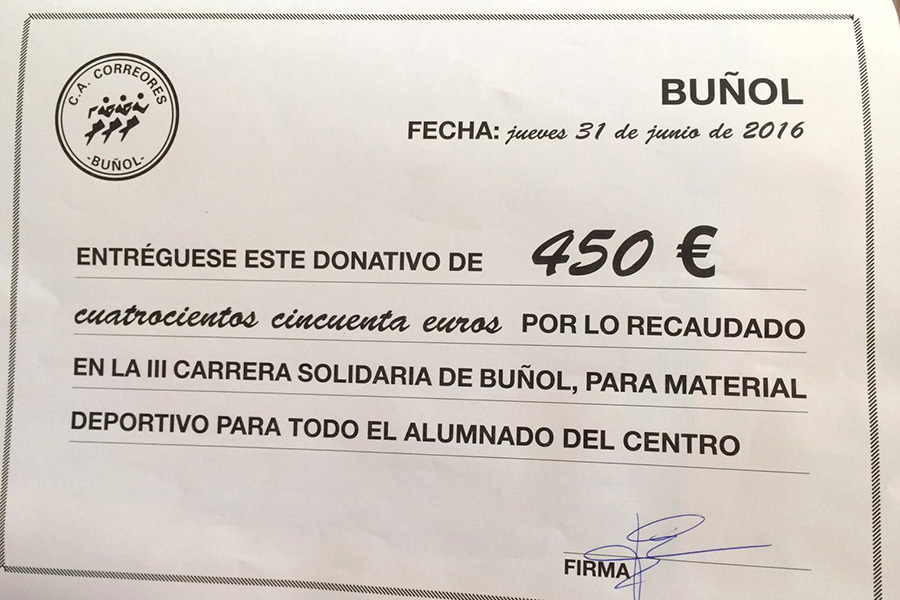 C.A. CORREORES
-BUÑOL-
BUÑOL
FECHA: jueves 31 de junio de 2016
ENTRÉGUESE ESTE DONATIVO DE 450 €
cuatrocientos cincuenta euros POR LO RECAUDADO
EN LA III CARRERA SOLIDARIA DE BUÑOL, PARA MATERIAL
DEPORTIVO PARA TODO EL ALUMNADO DEL CENTRO
FIRMA